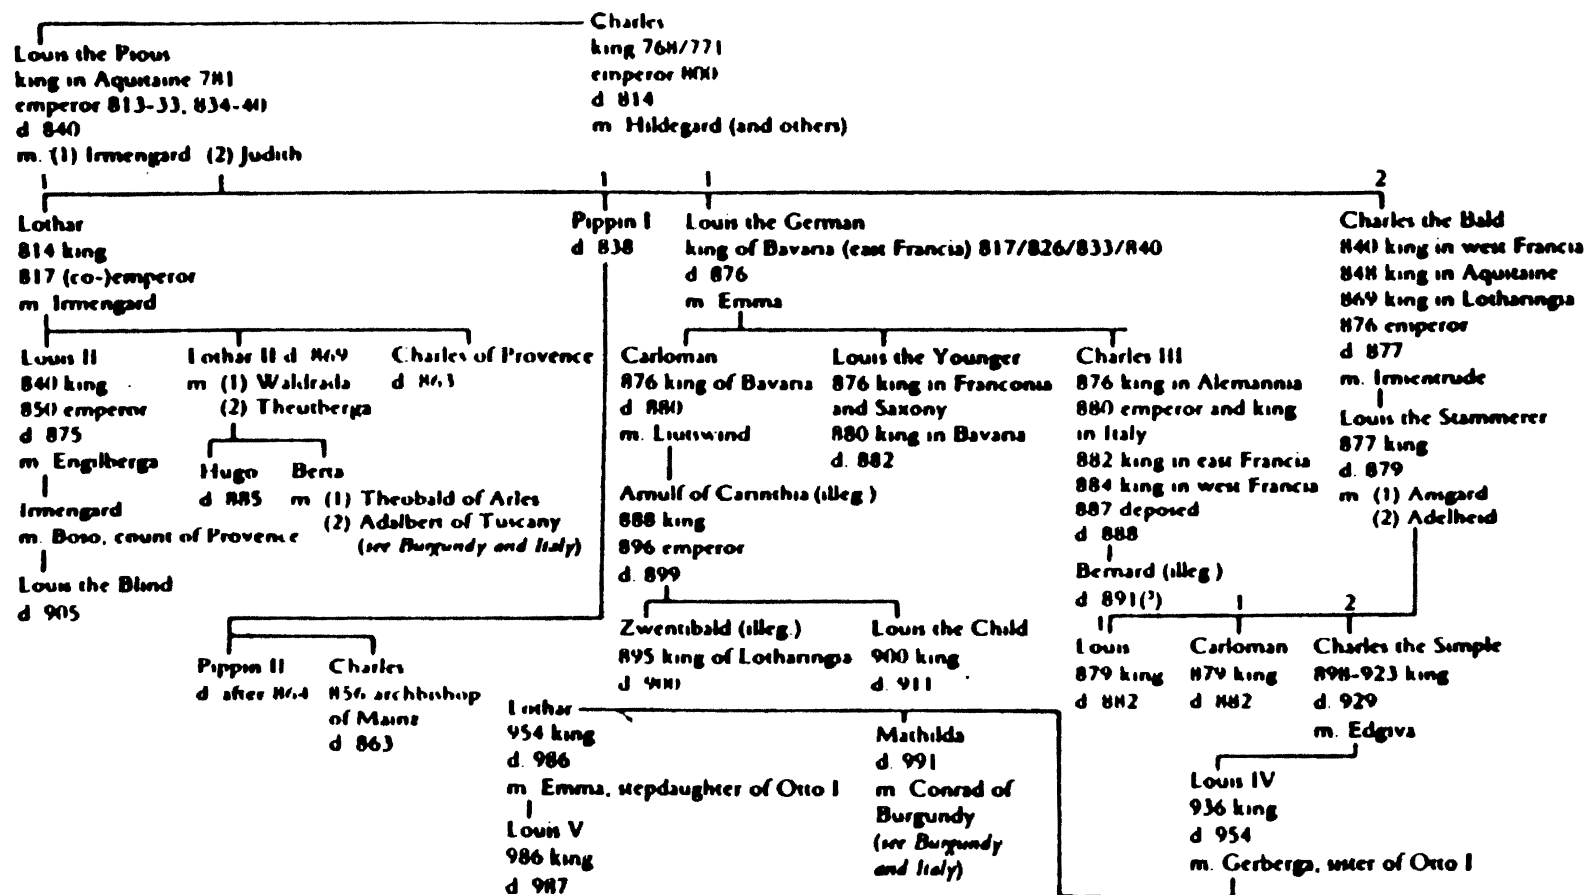 Charles
king 768/771
emperor 800
d 814
m Hildegard (and others)
Louis the Pious
king in Aquitaine 781
emperor 813-33, 834-40
d 840
m. (1) Irmengard (2) Judith
1
1
1
2
Lothar
814 king
817 (co-)emperor
m Irmengard
Pippin I
d 838
Louis the German
king of Bavaria (east Francia) 817/826/833/840
d 876
m Emma
Charles the Bald
840 king in west Francia
848 king in Aquitaine
869 king in Lotharingia
876 emperor
d 877
m. Irmentrude
Louis II
840 king
850 emperor
d 875
m Engilberga
Irmengard
m. Boso, count of Provence
Louis the Blind
d 905
Lothar II d 869
m (1) Waldrada
(2) Theutberga
Hugo
d 885
Berta
m (1) Theobald of Arles
(2) Adalbert of Tuscany
(see Burgundy and Italy)
Charles of Provence
d 863
Carloman
876 king of Bavaria
d 880
m. Liutswind
Arnulf of Carinthia (illeg)
888 king
896 emperor
d. 899
Louis the Younger
876 king in Franconia
and Saxony
880 king in Bavaria
d. 882
Charles III
876 king in Alemannia
880 emperor and king
in Italy
882 king in east Francia
884 king in west Francia
887 deposed
d 888
Bernard (illeg)
d 891(?)
Louis the Stammerer
877 king
d. 879
m (1) Ansgard
(2) Adelheid
Pippin II
d after 864
Charles
856 archbishop
of Mainz
d 863
Zwentibald (illeg.)
895 king of Lotharingia
d 900
Louis the Child
900 king
d. 911
1
1
2
Louis
879 king
d 882
Carloman
879 king
d 882
Charles the Simple
898-923 king
d. 929
m. Edgiva
Lothar
954 king
d. 986
m Emma, stepdaughter of Otto I
Louis V
986 king
d 987
Mathilda
d. 991
m Conrad of
Burgundy
(see Burgundy
and Italy)
Louis IV
936 king
d 954
m. Gerberga, sister of Otto I